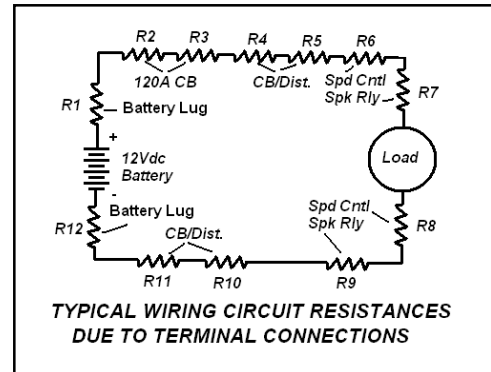 R2 R3 R4 R5 R6
120A CB CB/Dist. Spd Cntl
Spk Rly
R7
R1
Battery Lug
+
12Vdc
Battery
Load
-
Battery Lug
R12
Spd Cntl
Spk Rly
R8
CB/Dist.
R11 R10 R9
TYPICAL WIRING CIRCUIT RESISTANCES
DUE TO TERMINAL CONNECTIONS